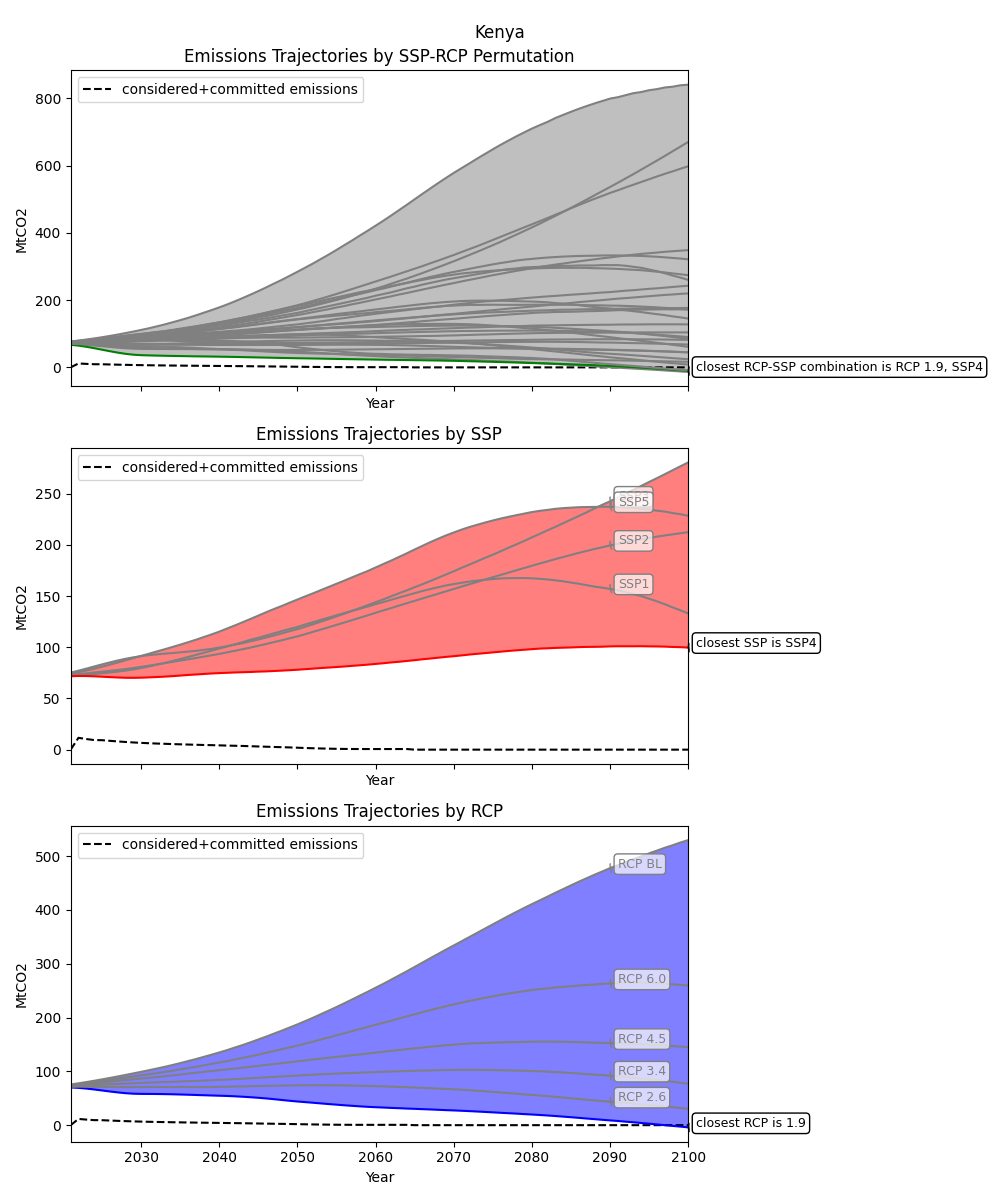 Kenya
Emissions Trajectories by SSP-RCP Permutation
considered+committed emissions
800
600
400
200
0
MtCO2
closest RCP-SSP combination is RCP 1.9, SSP4
Year
Emissions Trajectories by SSP
considered+committed emissions
250
200
150
100
50
0
MtCO2
SSP5
SSP2
SSP1
closest SSP is SSP4
Year
Emissions Trajectories by RCP
considered+committed emissions
500
400
300
200
100
0
MtCO2
RCP BL
RCP 6.0
RCP 4.5
RCP 3.4
RCP 2.6
closest RCP is 1.9
2030 2040 2050 2060 2070 2080 2090 2100
Year